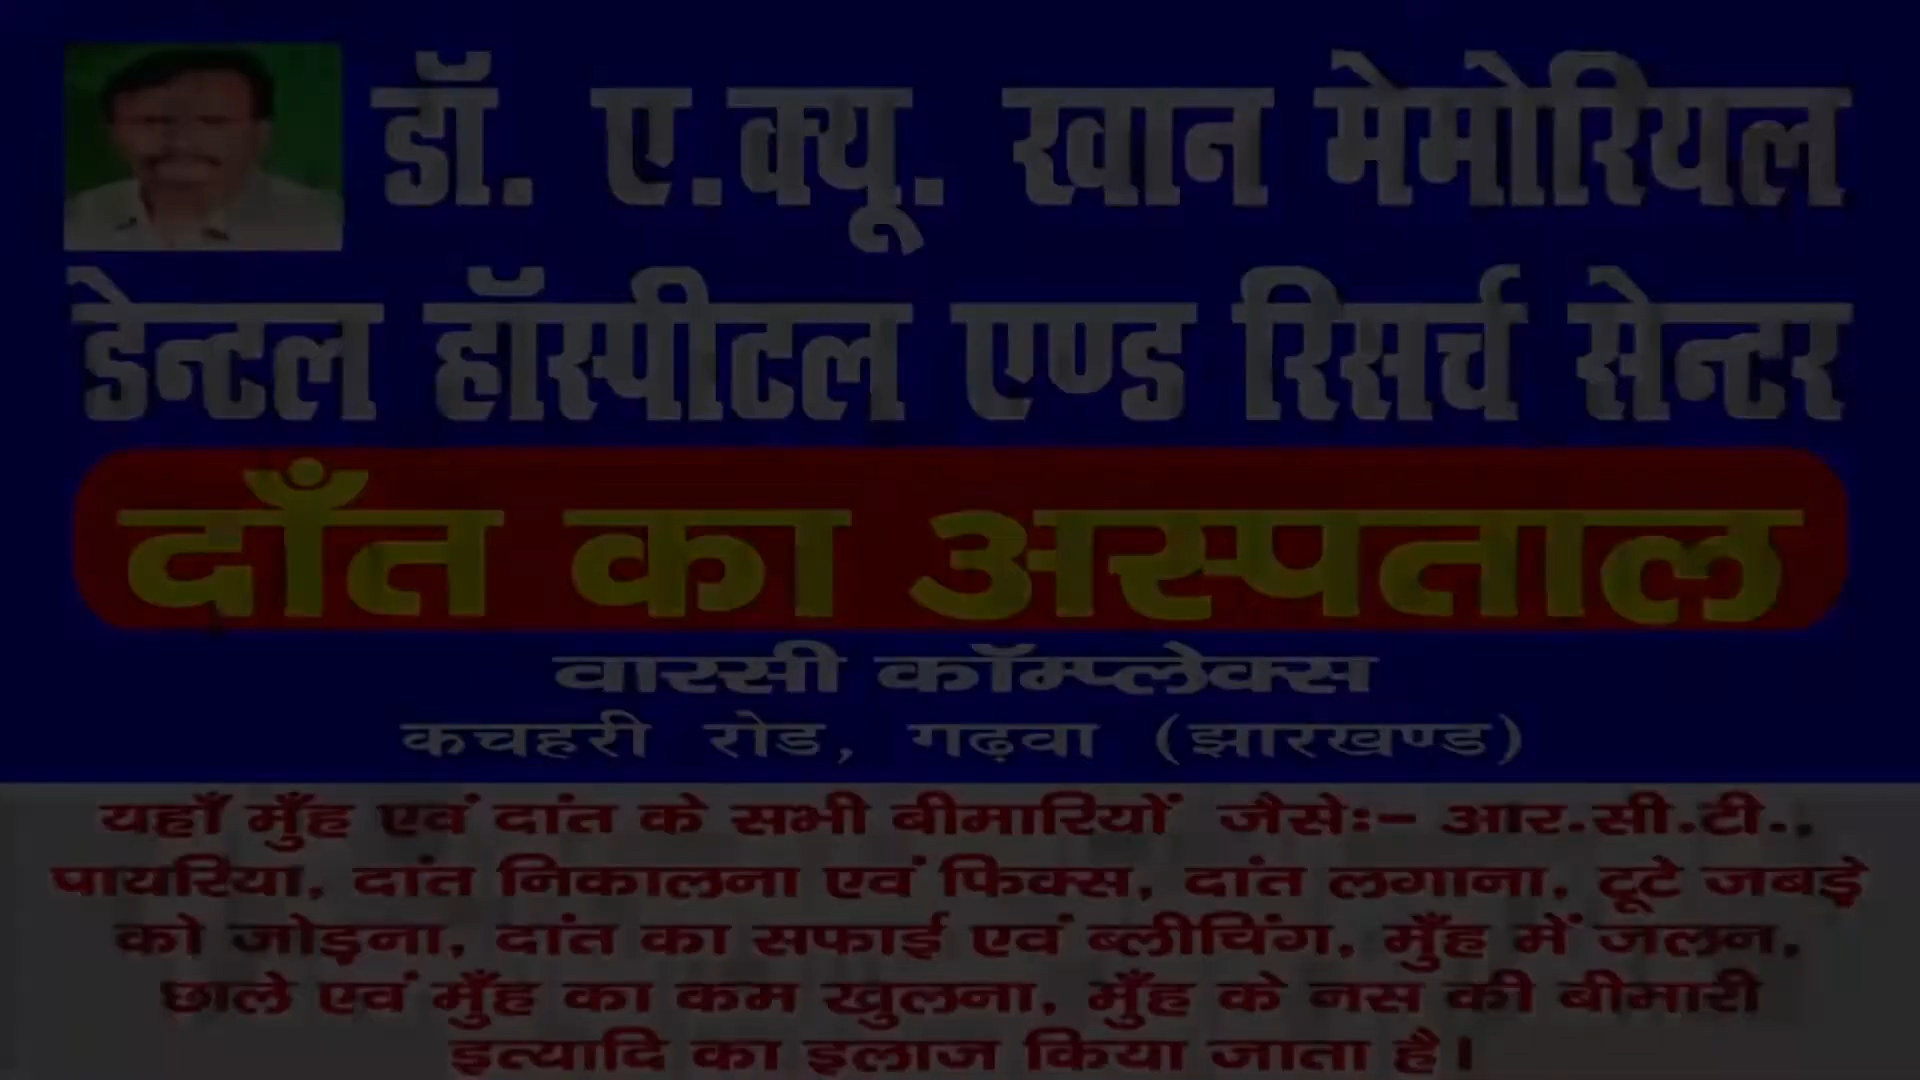 डॉ. ए.क्यू. खान मेमोरियल
डेन्टल हॉस्पीटल एण्ड रिसर्च सेन्टर
दाँत का अस्पताल
वारसी कॉम्प्लेक्स
कचहरी रोड, गढ़वा (झारखण्ड)
यहाँ मुँह एवं दांत के सभी बीमारियों जैसेः- आर.सी.टी.,
पायरिया, दांत निकालना एवं फिक्स, दांत लगाना, टूटे जबड़े
को जोड़ना, दांत का सफाई एवं ब्लीचिंग, मुँह में जलन,
छाले एवं मुँह का कम खुलना, मुँह के नस की बीमारी
इत्यादि का इलाज किया जाता है।